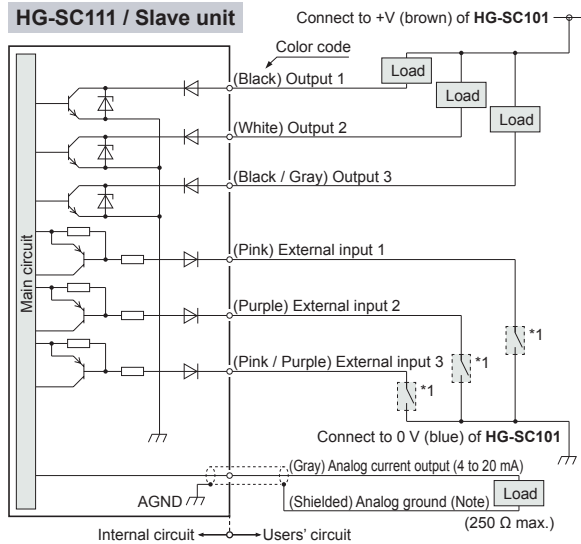 HG-SC111 / Slave unit
Connect to +V (brown) of HG-SC101
Color code
(Black) Output 1
Load
(White) Output 2
Load
(Black / Gray) Output 3
Load
Main circuit
(Pink) External input 1
*1
(Purple) External input 2
*1
(Pink / Purple) External input 3
*1
Connect to 0 V (blue) of HG-SC101
(Gray) Analog current output (4 to 20 mA)
AGND
(Shielded) Analog ground (Note)
Load
(250 Ω max.)
Internal circuit
Users' circuit